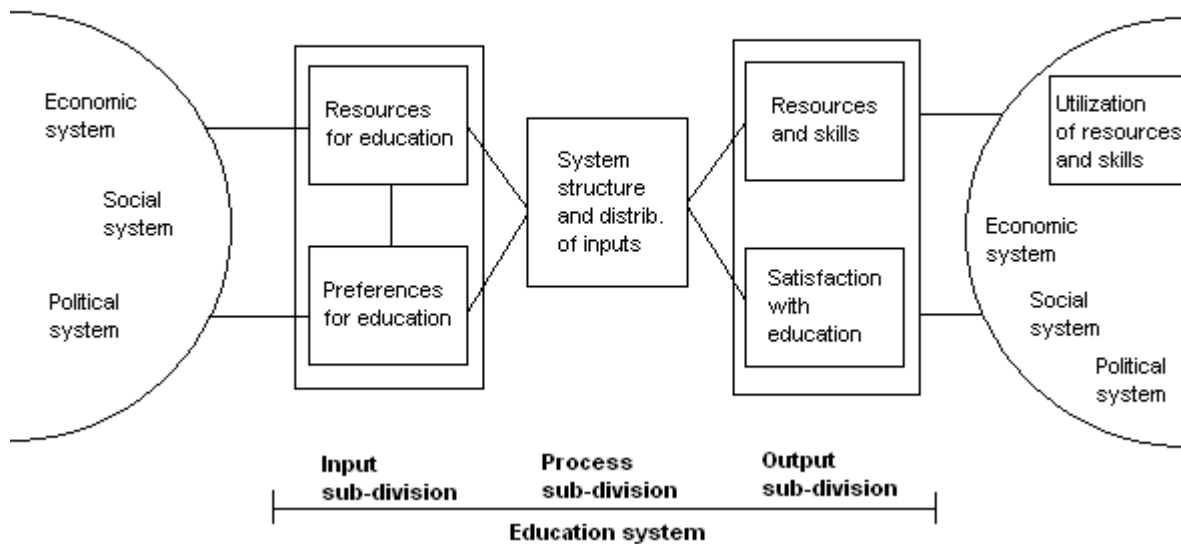 Economic
system
Social
system
Political
system
Resources
for education
Preferences
for education
System
structure
and distrib.
of inputs
Resources
and skills
Satisfaction
with
education
Utilization
of resources
and skills
Economic
system
Social
system
Political
system
Input
sub-division
Process
sub-division
Output
sub-division
Education system